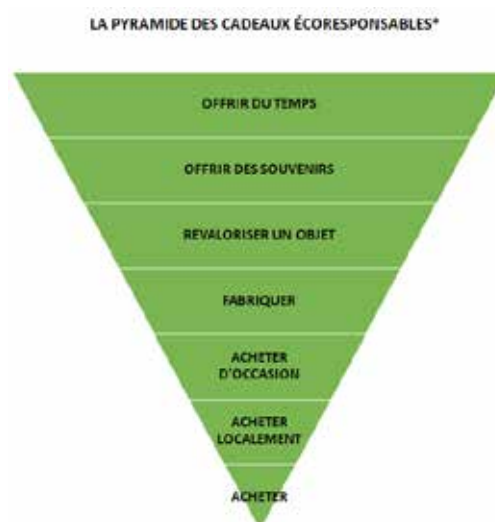 LA PYRAMIDE DES CADEAUX ÉCORESPONSABLES*
OFFRIR DU TEMPS
OFFRIR DES SOUVENIRS
REVALORISER UN OBJET
FABRIQUER
ACHETER
D'OCCASION
ACHETER
LOCALEMENT
ACHETER